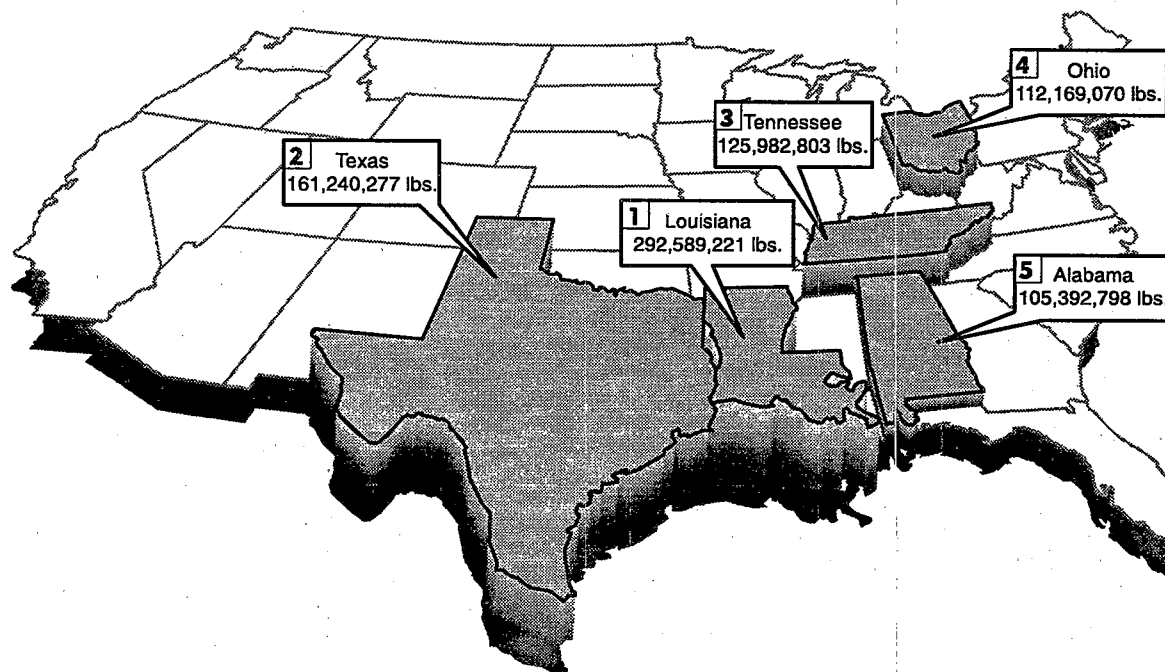 4 Ohio
112,169,070 lbs.
3 Tennessee
125,982,803 lbs.
2 Texas
161,240,277 lbs.
1 Louisiana
292,589,221 lbs.
5 Alabama
105,392,798 lbs.